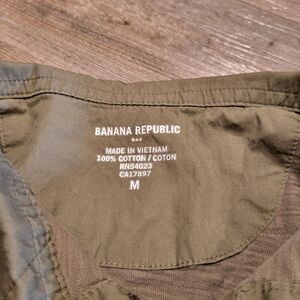 BANANA REPUBLIC
***
MADE IN VIETNAM
100% COTTON / COTON
RN54023
CA17897
M